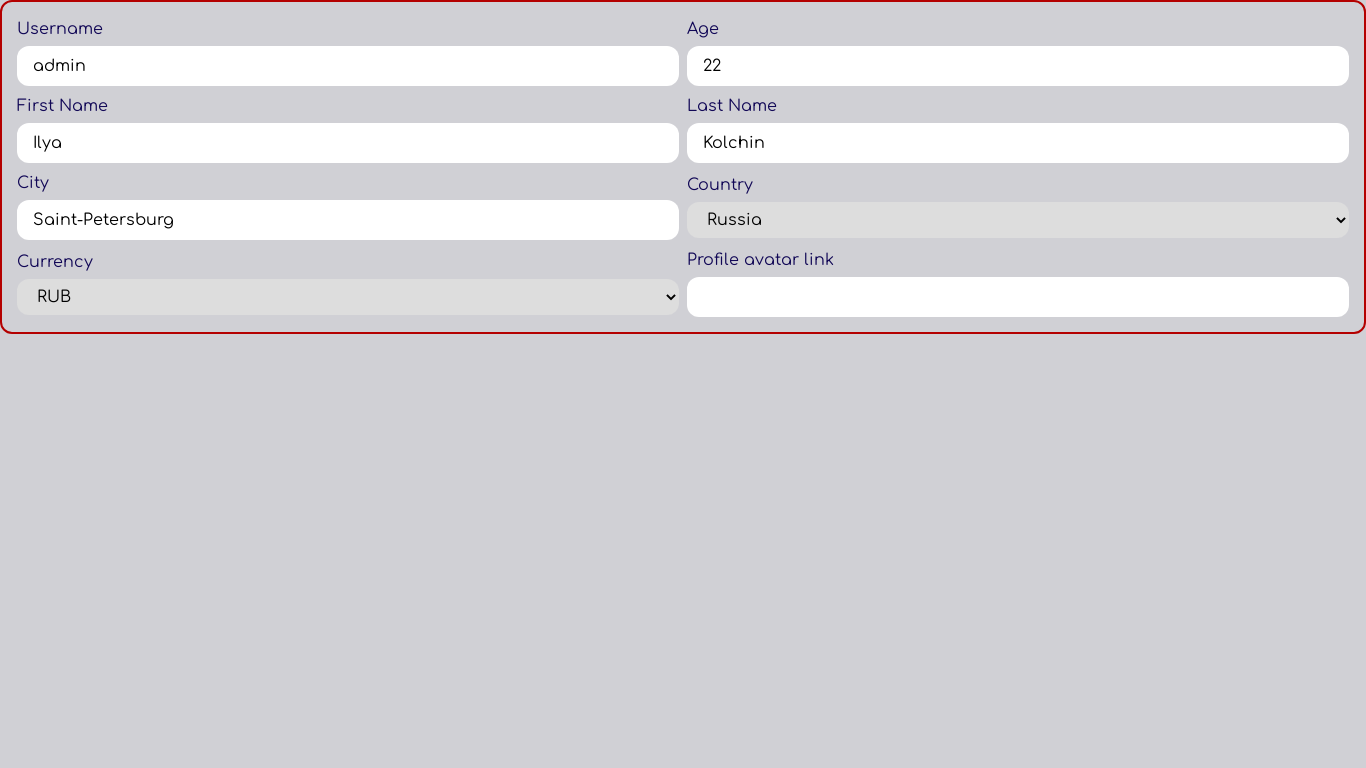 Username
Age
admin
22
First Name
Last Name
Ilya
Kolchin
City
Country
Saint-Petersburg
Russia
Currency
Profile avatar link
RUB